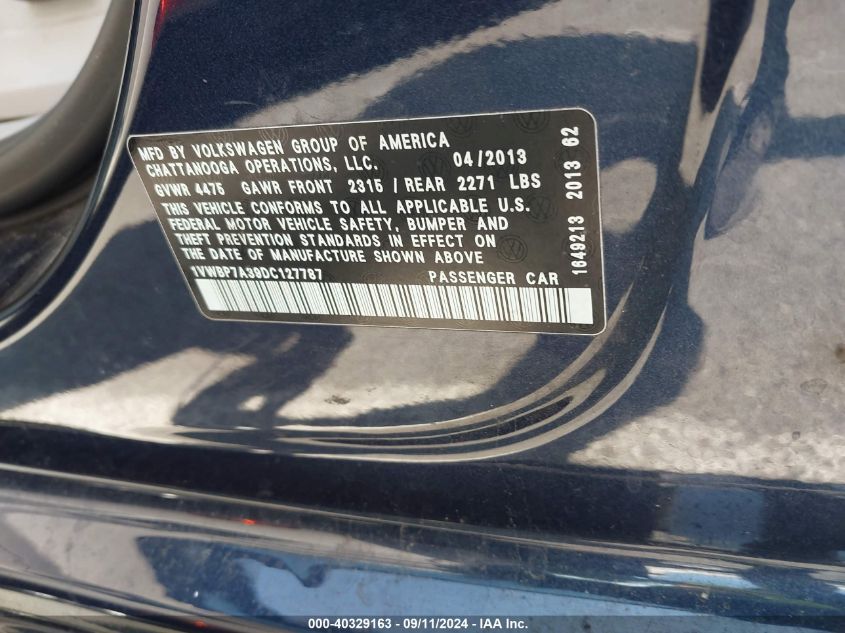 MFD BY VOLKSWAGEN GROUP OF AMERICA
CHATTANOOGA OPERATIONS, LLC. 04/2013
GVWR 4475 GAWR FRONT 2315 / REAR 2271 LBS
THIS VEHICLE CONFORMS TO ALL APPLICABLE U.S.
FEDERAL MOTOR VEHICLE SAFETY, BUMPER AND
THEFT PREVENTION STANDARDS IN EFFECT ON
THE DATE OF MANUFACTURE SHOWN ABOVE
1VWBP7A39DC127787 PASSENGER CAR
1649213 2013 62
000-40329163 - 09/11/2024 - IAA Inc.